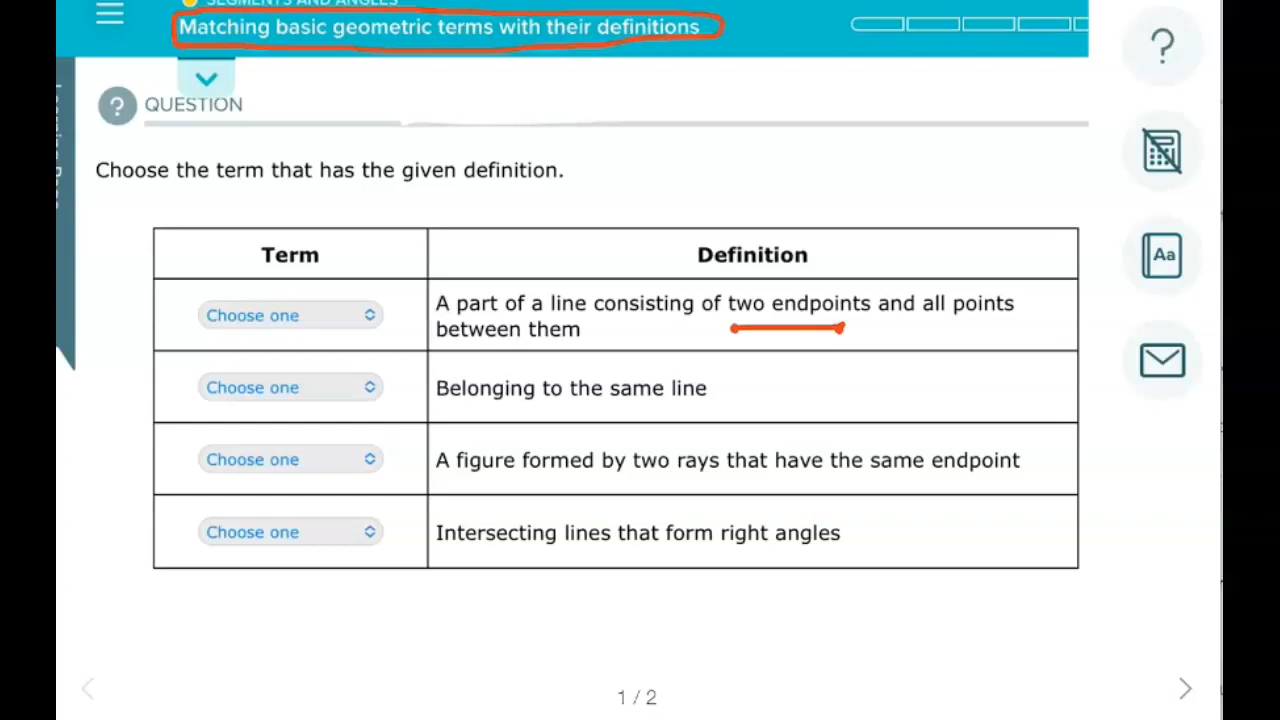 SEGMENTS AND ANGLES
Matching basic geometric terms with their definitions
?
? QUESTION
Choose the term that has the given definition.
Term Definition
Choose one A part of a line consisting of two endpoints and all points
between them
Choose one Belonging to the same line
Choose one A figure formed by two rays that have the same endpoint
Choose one Intersecting lines that form right angles
Aa
1 / 2